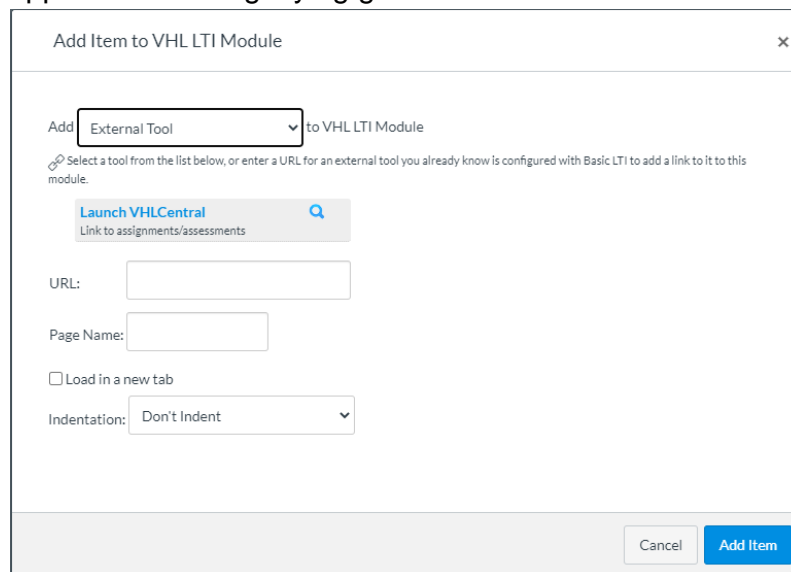 Add Item to VHL LTI Module ×
Add External Tool to VHL LTI Module
Select a tool from the list below, or enter a URL for an external tool you already know is configured with Basic LTI to add a link to it to this
module.
Launch VHLCentral
Link to assignments/assessments
URL:
Page Name:
Load in a new tab
Indentation: Don't Indent
Cancel Add Item